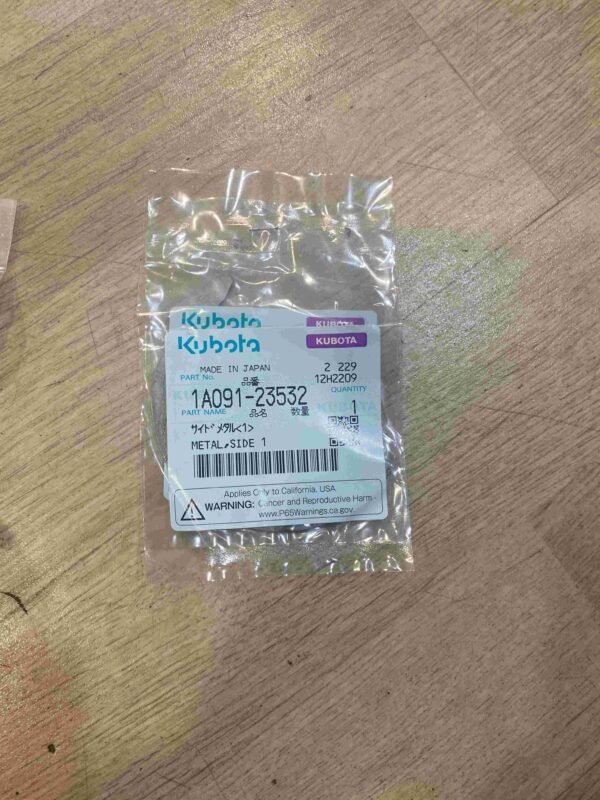 Kubota KUBOTA
Kubota KUBOTA
MADE IN JAPAN 2 229
PART No. 品番 12H2209
1A091-23532 QUANTITY
PART NAME 品名 数量 1
サイドメタル<1>
METAL,SIDE 1
Applies Only to California, USA
WARNING: Cancer and Reproductive Harm -
www.P65Warnings.ca.gov